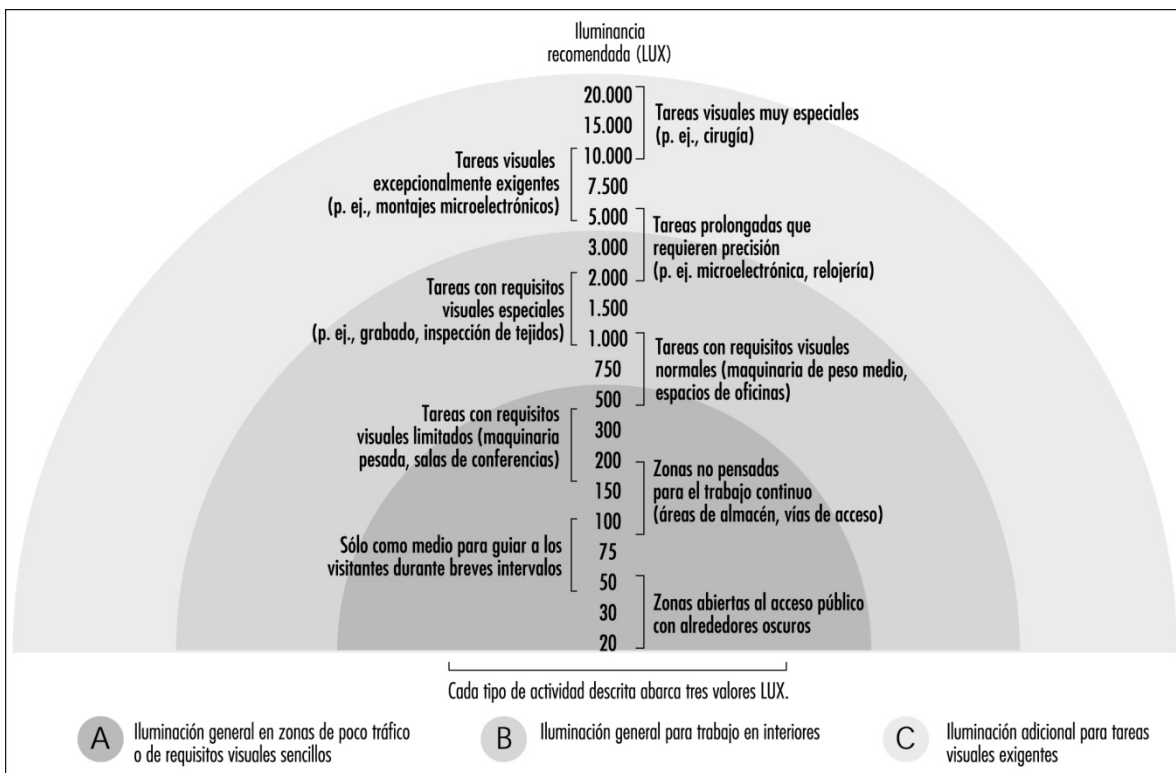 Iluminancia
recomendada (LUX)
20.000
15.000
10.000
7.500
5.000
3.000
2.000
1.500
1.000
750
500
300
200
150
100
75
50
30
20
Tareas visuales muy especiales
(p. ej., cirugía)
Tareas visuales
excepcionalmente exigentes
(p. ej., montajes microelectrónicos)
Tareas prolongadas que
requieren precisión
(p. ej. microelectrónica, relojería)
Tareas con requisitos
visuales especiales
(p. ej., grabado, inspección de tejidos)
Tareas con requisitos visuales
normales (maquinaria de peso medio,
espacios de oficinas)
Tareas con requisitos
visuales limitados (maquinaria
pesada, salas de conferencias)
Zonas no pensadas
para el trabajo continuo
(áreas de almacén, vías de acceso)
Sólo como medio para guiar a los
visitantes durante breves intervalos
Zonas abiertas al acceso público
con alrededores oscuros
Cada tipo de actividad descrita abarca tres valores LUX.
A
Iluminación general en zonas de poco tráfico
o de requisitos visuales sencillos
B
Iluminación general para trabajo en interiores
C
Iluminación adicional para tareas
visuales exigentes